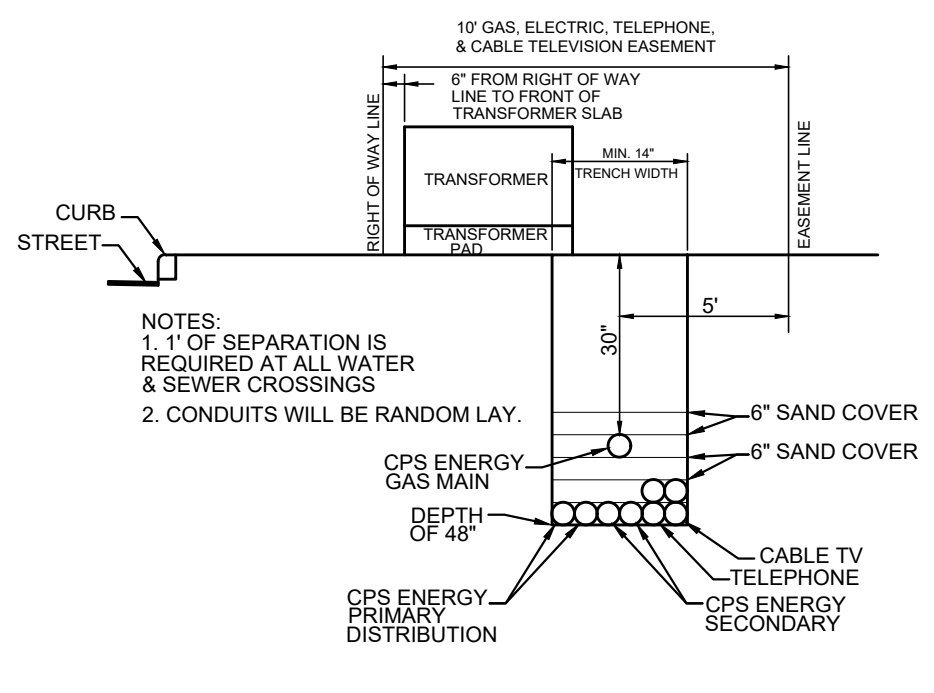 10' GAS, ELECTRIC, TELEPHONE,
& CABLE TELEVISION EASEMENT
6" FROM RIGHT OF WAY
LINE TO FRONT OF
TRANSFORMER SLAB
RIGHT OF WAY LINE
EASEMENT LINE
MIN. 14"
TRENCH WIDTH
TRANSFORMER
TRANSFORMER
PAD
CURB
STREET
5'
30"
NOTES:
1. 1' OF SEPARATION IS
REQUIRED AT ALL WATER
& SEWER CROSSINGS
2. CONDUITS WILL BE RANDOM LAY.
6" SAND COVER
6" SAND COVER
CPS ENERGY
GAS MAIN
DEPTH
OF 48"
CABLE TV
TELEPHONE
CPS ENERGY
PRIMARY
DISTRIBUTION
CPS ENERGY
SECONDARY